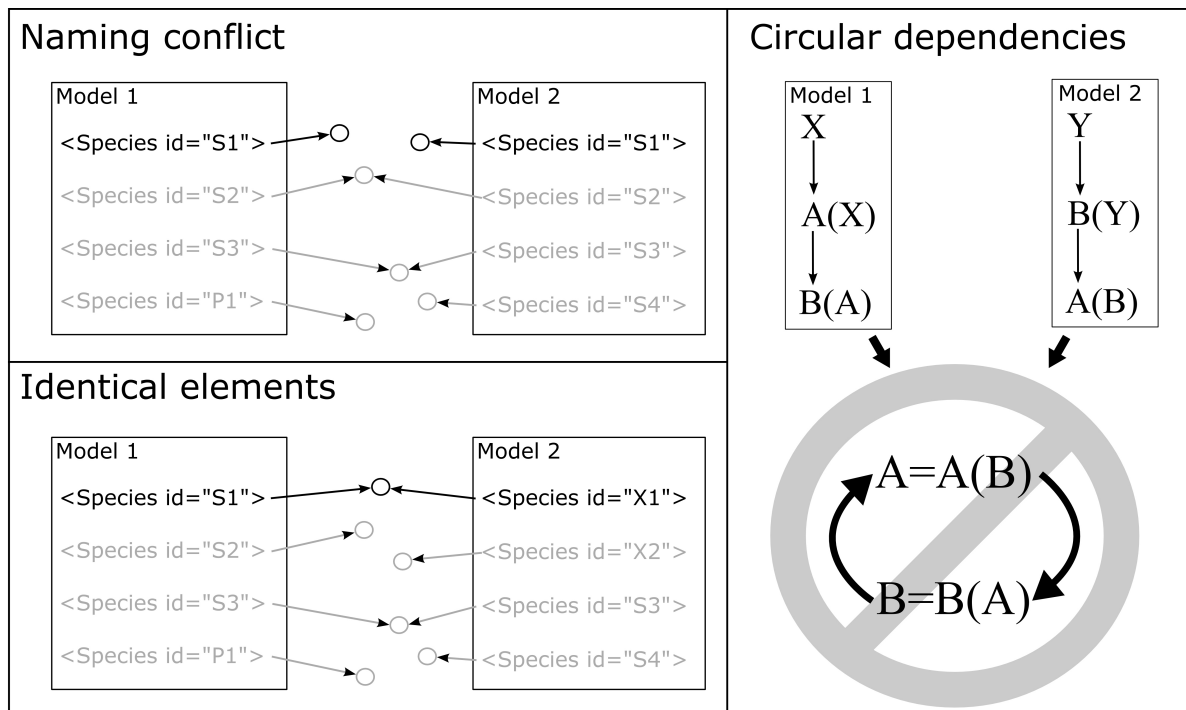 Naming conflict
Model 1
<Species id="S1">
<Species id="S2">
<Species id="S3">
<Species id="P1">
Model 2
<Species id="S1">
<Species id="S2">
<Species id="S3">
<Species id="S4">
Identical elements
Model 1
<Species id="S1">
<Species id="S2">
<Species id="S3">
<Species id="P1">
Model 2
<Species id="X1">
<Species id="X2">
<Species id="S3">
<Species id="S4">
Circular dependencies
Model 1
X
A(X)
B(A)
Model 2
Y
B(Y)
A(B)
A=A(B)
B=B(A)